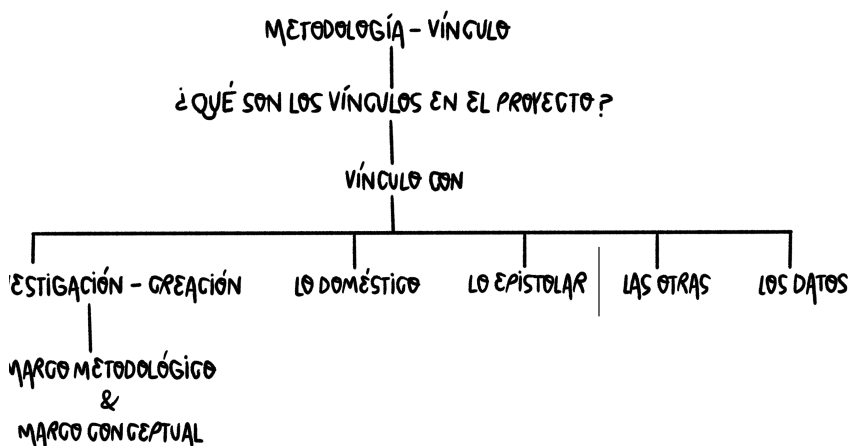 METODOLOGÍA - VÍNCULO
¿QUÉ SON LOS VÍNCULOS EN EL PROYECTO?
VÍNCULO CON
ESTIGACIÓN - CREACIÓN
LO DOMÉSTICO
LO EPISTOLAR
LAS OTRAS
LOS DATOS
MARCO METODOLÓGICO
&
MARCO CONCEPTUAL